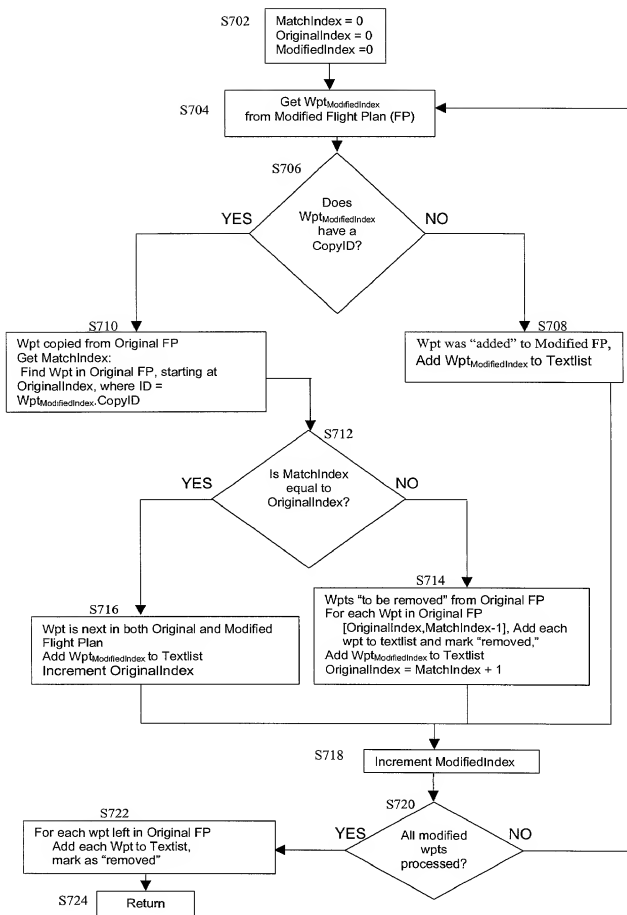 S702
MatchIndex = 0
OriginalIndex = 0
ModifiedIndex =0
S704
Get WptModifiedIndex
from Modified Flight Plan (FP)
S706
Does
WptModifiedIndex
have a
CopyID?
YES
NO
S710
Wpt copied from Original FP
Get MatchIndex:
Find Wpt in Original FP, starting at
OriginalIndex, where ID =
WptModifiedIndex.CopyID
S708
Wpt was “added” to Modified FP,
Add WptModifiedIndex to Textlist
S712
Is MatchIndex
equal to
OriginalIndex?
YES
NO
S716
Wpt is next in both Original and Modified
Flight Plan
Add WptModifiedIndex to Textlist
Increment OriginalIndex
S714
Wpts “to be removed” from Original FP
For each Wpt in Original FP
[OriginalIndex,MatchIndex-1], Add each
wpt to textlist and mark “removed,”
Add WptModifiedIndex to Textlist
OriginalIndex = MatchIndex + 1
S718
Increment ModifiedIndex
S720
All modified
wpts
processed?
YES
NO
S722
For each wpt left in Original FP
Add each Wpt to Textlist,
mark as “removed”
S724
Return